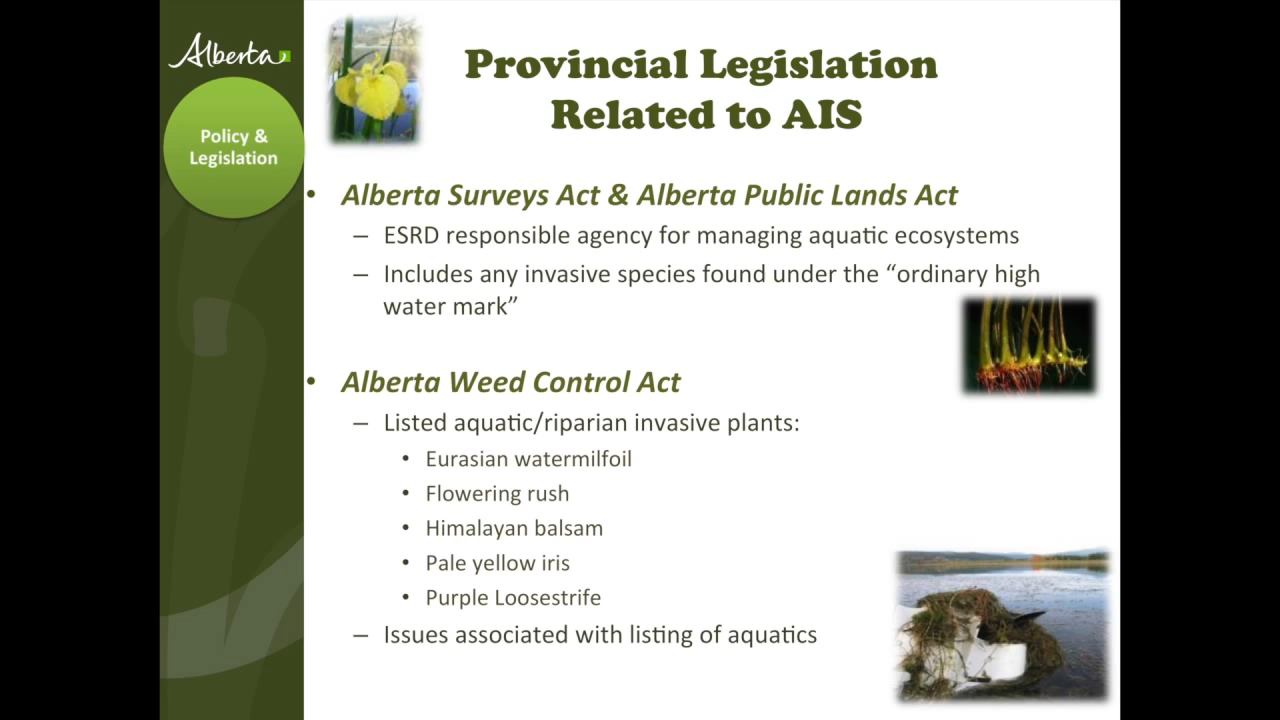 Alberta
Policy &
Legislation
Provincial Legislation
Related to AIS
• Alberta Surveys Act & Alberta Public Lands Act
– ESRD responsible agency for managing aquatic ecosystems
– Includes any invasive species found under the “ordinary high
water mark”
• Alberta Weed Control Act
– Listed aquatic/riparian invasive plants:
• Eurasian watermilfoil
• Flowering rush
• Himalayan balsam
• Pale yellow iris
• Purple Loosestrife
– Issues associated with listing of aquatics